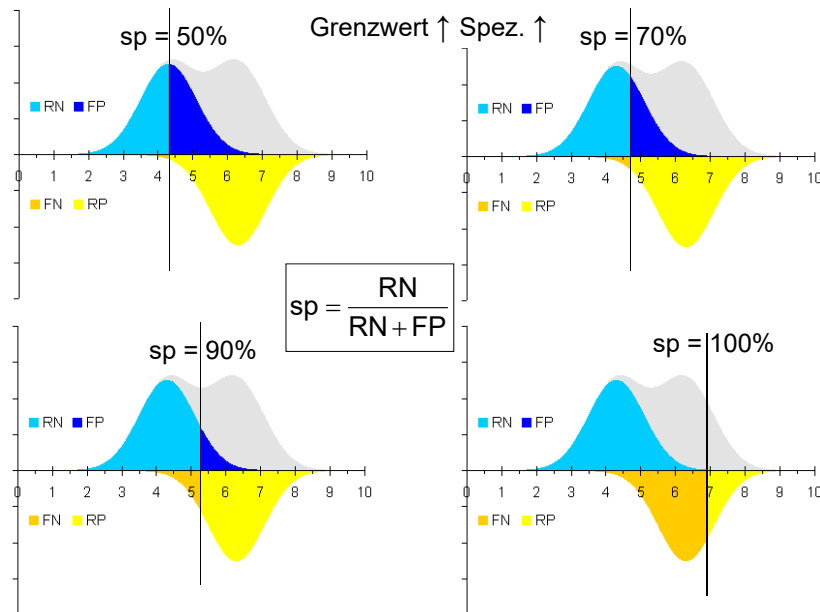 Grenzwert ↑ Spez. ↑
sp = 50%
RN FP
0 1 2 3 4 5 6 7 8 9 10
FN RP
sp = 70%
RN FP
0 1 2 3 4 5 6 7 8 9 10
FN RP
sp = RN / RN + FP
sp = 90%
RN FP
0 1 2 3 4 5 6 7 8 9 10
FN RP
sp = 100%
RN FP
0 1 2 3 4 5 6 7 8 9 10
FN RP